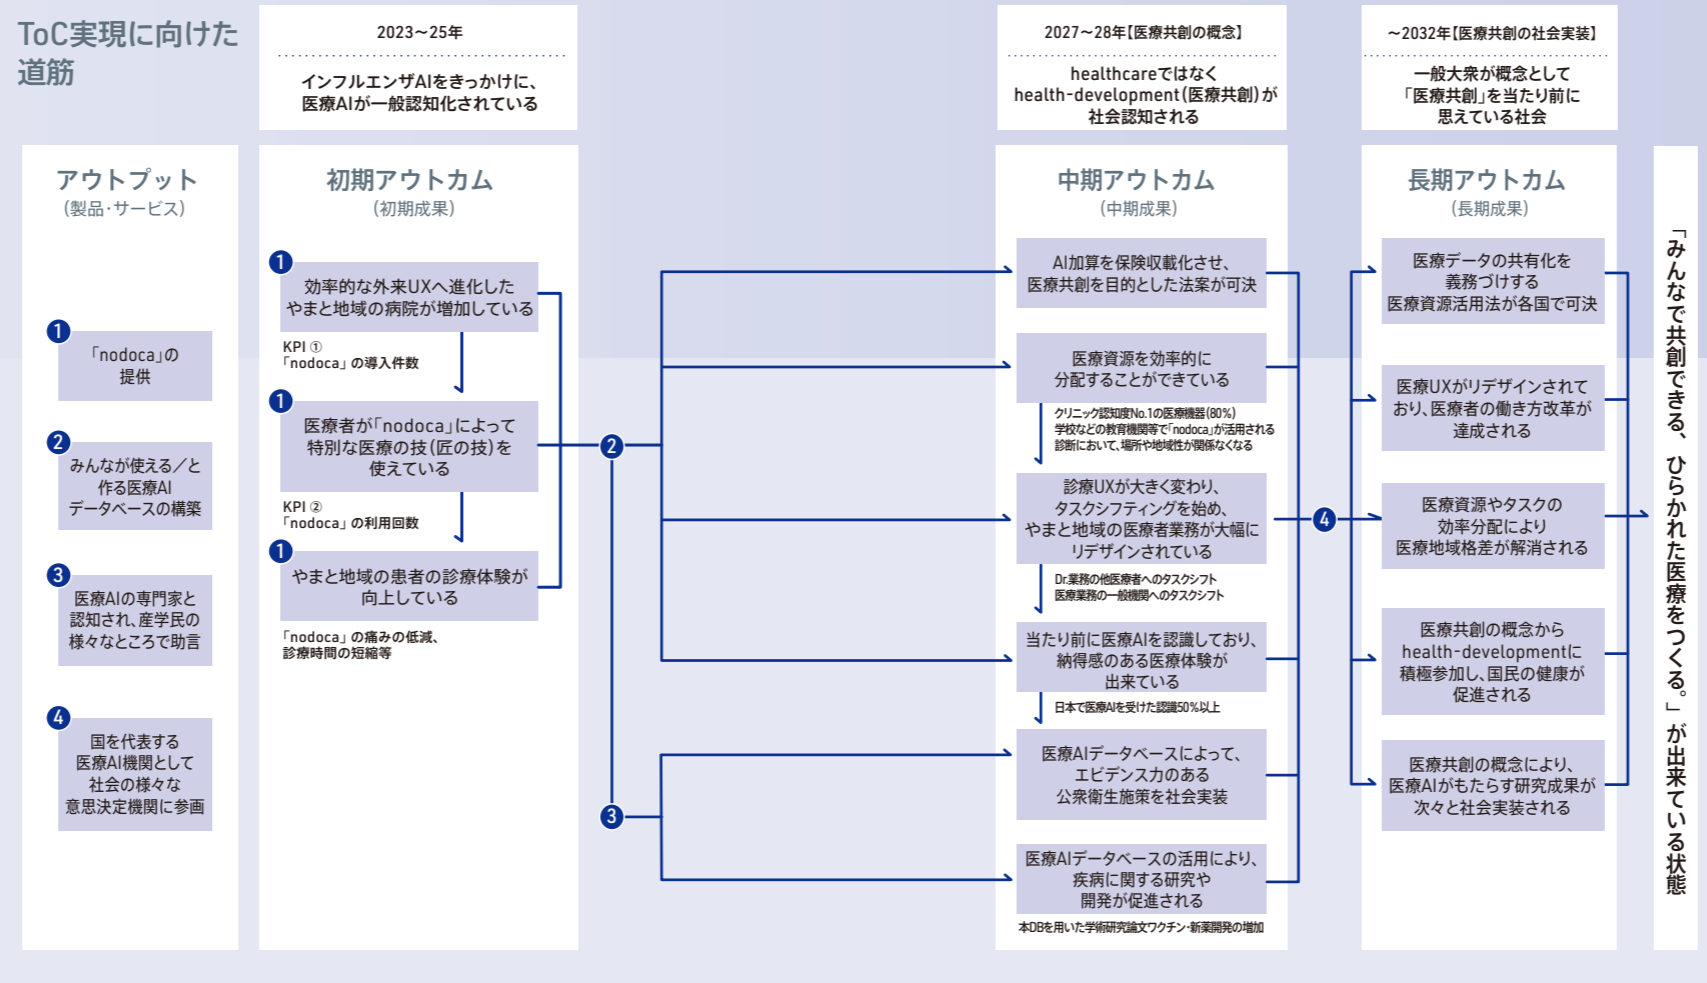 ToC実現に向けた
道筋
2023〜25年
インフルエンザAIをきっかけに、
医療AIが一般認知化されている
2027〜28年【医療共創の概念】
healthcareではなく
health-development（医療共創）が
社会認知される
〜2032年【医療共創の社会実装】
一般大衆が概念として
「医療共創」を当たり前に
思えている社会
アウトプット
（製品・サービス）
1
「nodoca」の
提供
2
みんなが使える／と
作る医療AI
データベースの構築
3
医療AIの専門家と
認知され、産学民の
様々なところで助言
4
国を代表する
医療AI機関として
社会の様々な
意思決定機関に参画
初期アウトカム
（初期成果）
1
効率的な外来UXへ進化した
やまと地域の病院が増加している
KPI ①
「nodoca」の導入件数
1
医療者が「nodoca」によって
特別な医療の技（匠の技）を
使えている
KPI ②
「nodoca」の利用回数
1
やまと地域の患者の診療体験が
向上している
「nodoca」の痛みの低減、
診療時間の短縮等
2
3
中期アウトカム
（中期成果）
AI加算を保険収載化させ、
医療共創を目的とした法案が可決
医療資源を効率的に
分配することができている
クリニック認知度No.1の医療機器（80%）
学校などの教育機関等で「nodoca」が活用される
診断において、場所や地域性が関係なくなる
診療UXが大きく変わり、
タスクシフティングを始め、
やまと地域の医療者業務が大幅に
リデザインされている
Dr.業務の他医療者へのタスクシフト
医療業務の一般機関へのタスクシフト
当たり前に医療AIを認識しており、
納得感のある医療体験が
出来ている
日本で医療AIを受けた認識50%以上
医療AIデータベースによって、
エビデンス力のある
公衆衛生施策を社会実装
医療AIデータベースの活用により、
疾病に関する研究や
開発が促進される
本DBを用いた学術研究論文ワクチン・新薬開発の増加
4
長期アウトカム
（長期成果）
医療データの共有化を
義務づけする
医療資源活用法が各国で可決
医療UXがリデザインされて
おり、医療者の働き方改革が
達成される
医療資源やタスクの
効率分配により
医療地域格差が解消される
医療共創の概念から
health-developmentに
積極参加し、国民の健康が
促進される
医療共創の概念により、
医療AIがもたらす研究成果が
次々と社会実装される
「みんなで共創できる、ひらかれた医療をつくる。」が出来ている状態